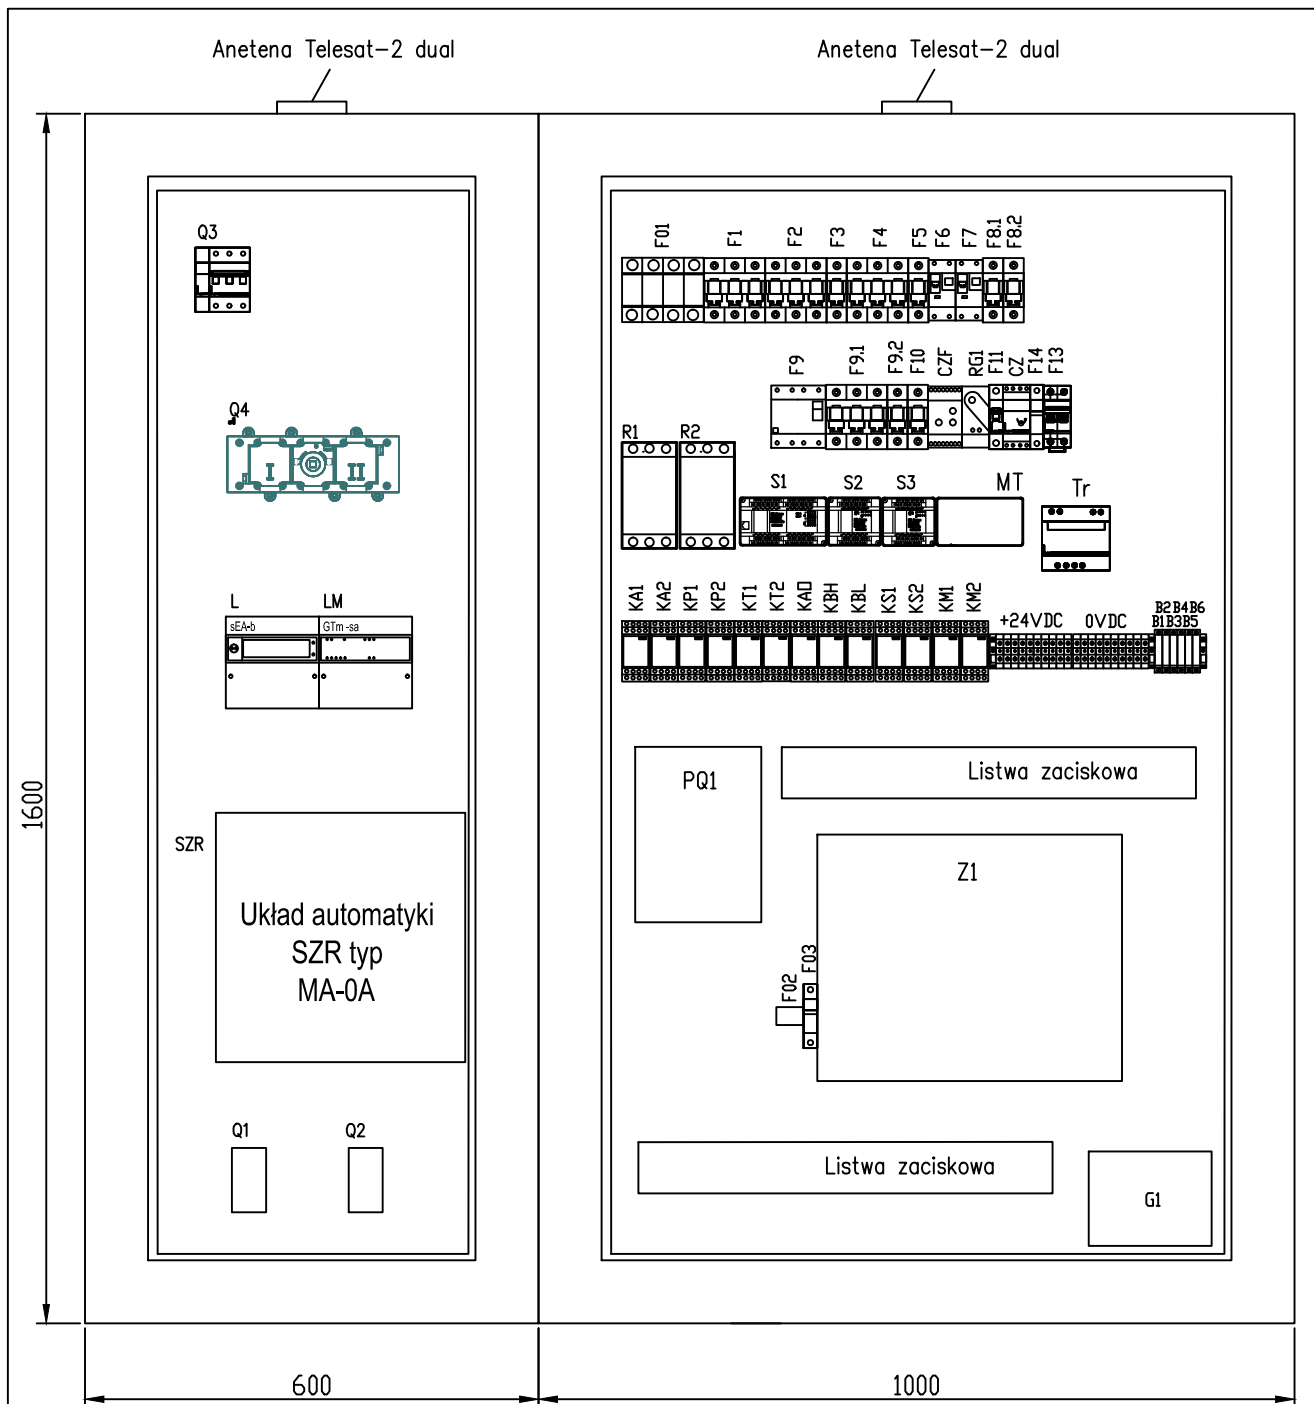 Anetena Telesat-2 dual
Anetena Telesat-2 dual
Q3
F01 F1 F2 F3 F4 F5 F6 F7 F8.1 F8.2
F9 F9.1 F9.2 F10 CZF RG1 F11 CZ F14 F13
Q4
I II
R1 R2
S1 S2 S3 MT Tr
KA1 KA2 KP1 KP2 KT1 KT2 KAO KBH KBL KS1 KS2 KM1 KM2
+24VDC 0VDC
B2B4B6
B1B3B5
L LM
sEA-b GTm-sa
PQ1
Listwa zaciskowa
1600
SZR
Układ automatyki
SZR typ
MA-0A
Z1
F02 F03
Q1 Q2
Listwa zaciskowa
G1
600 1000